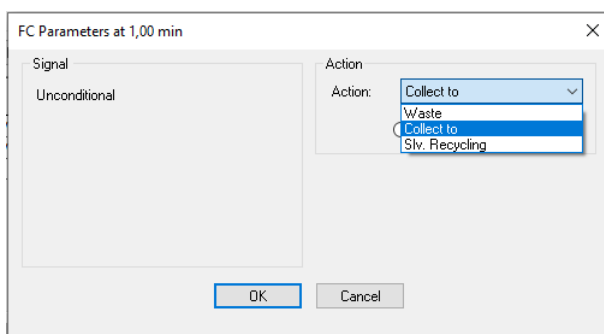 FC Parameters at 1,00 min
Signal
Unconditional
Action
Action:
Collect to
Waste
Collect to
Slv. Recycling
OK
Cancel